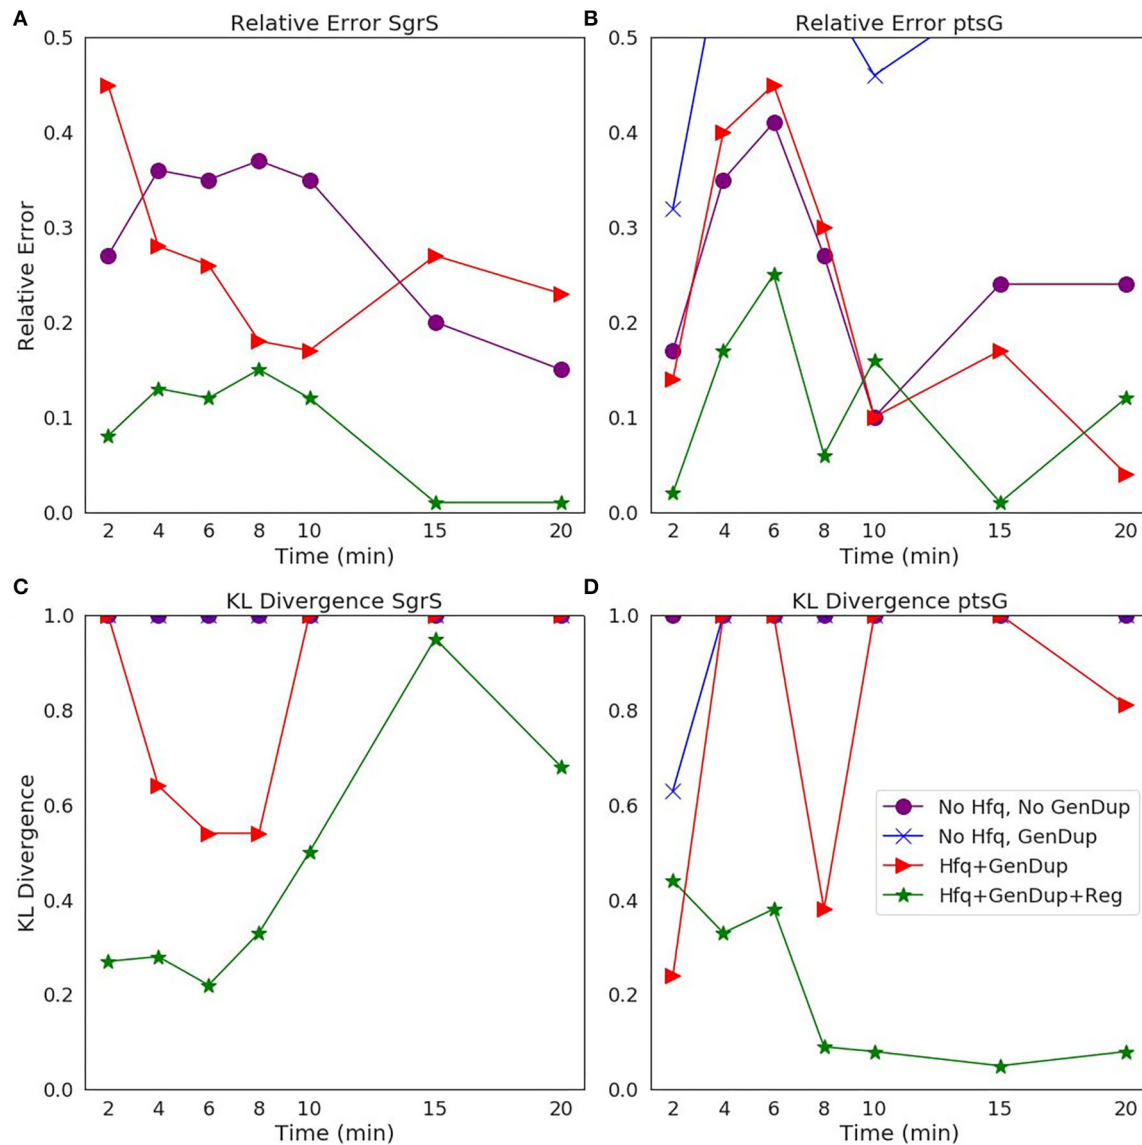 A
Relative Error SgrS
0.5
0.4
0.3
0.2
0.1
0.0
Relative Error
2 4 6 8 10 15 20
Time (min)
B
Relative Error ptsG
0.5
0.4
0.3
0.2
0.1
0.0
2 4 6 8 10 15 20
Time (min)
C
KL Divergence SgrS
1.0
0.8
0.6
0.4
0.2
0.0
KL Divergence
2 4 6 8 10 15 20
Time (min)
D
KL Divergence ptsG
1.0
0.8
0.6
0.4
0.2
0.0
No Hfq, No GenDup
No Hfq, GenDup
Hfq+GenDup
Hfq+GenDup+Reg
2 4 6 8 10 15 20
Time (min)